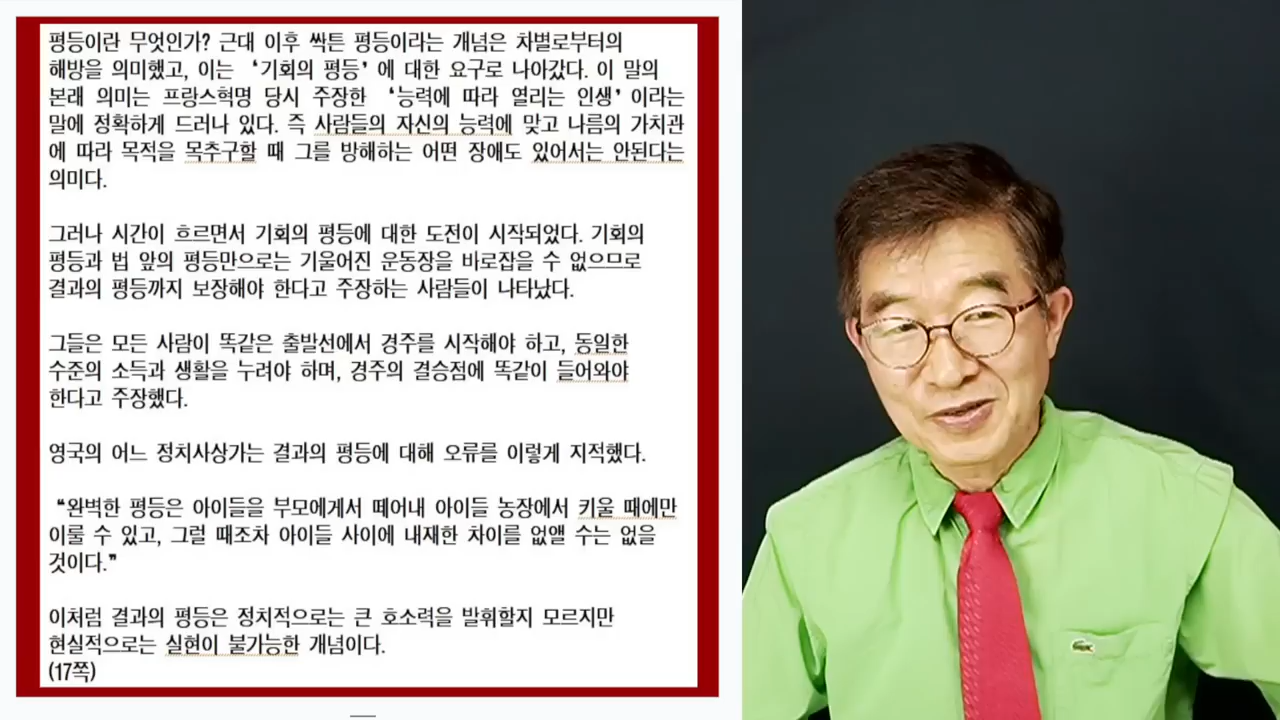 평등이란 무엇인가? 근대 이후 싹튼 평등이라는 개념은 차별로부터의
해방을 의미했고, 이는 ‘기회의 평등’에 대한 요구로 나아갔다. 이 말의
본래 의미는 프랑스혁명 당시 주장한 ‘능력에 따라 열리는 인생’이라는
말에 정확하게 드러나 있다. 즉 사람들의 자신의 능력에 맞고 나름의 가치관
에 따라 목적을 목추구할 때 그를 방해하는 어떤 장애도 있어서는 안된다는
의미다.
그러나 시간이 흐르면서 기회의 평등에 대한 도전이 시작되었다. 기회의
평등과 법 앞의 평등만으로는 기울어진 운동장을 바로잡을 수 없으므로
결과의 평등까지 보장해야 한다고 주장하는 사람들이 나타났다.
그들은 모든 사람이 똑같은 출발선에서 경주를 시작해야 하고, 동일한
수준의 소득과 생활을 누려야 하며, 경주의 결승점에 똑같이 들어와야
한다고 주장했다.
영국의 어느 정치사상가는 결과의 평등에 대해 오류를 이렇게 지적했다.
“완벽한 평등은 아이들을 부모에게서 떼어내 아이들 농장에서 키울 때에만
이룰 수 있고, 그럴 때조차 아이들 사이에 내재한 차이를 없앨 수는 없을
것이다.”
이처럼 결과의 평등은 정치적으로는 큰 호소력을 발휘할지 모르지만
현실적으로는 실현이 불가능한 개념이다.
(17쪽)